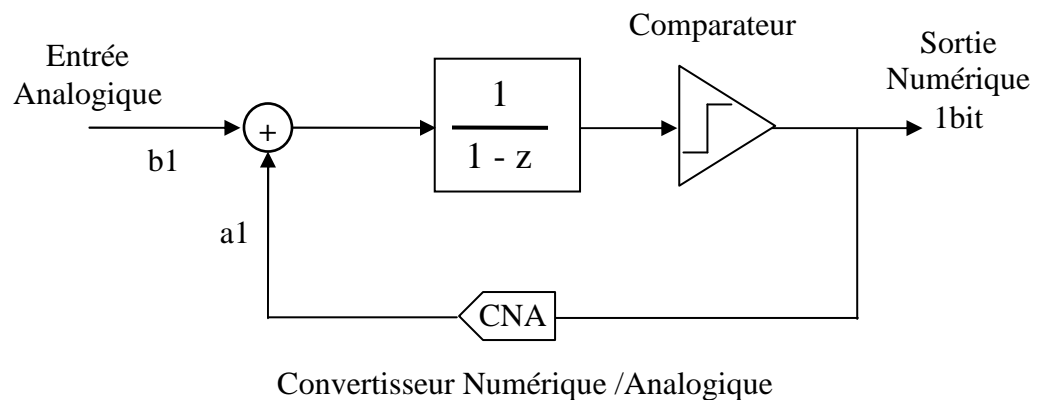 Comparateur
Entrée
Analogique
Sortie
Numérique
1bit
b1
+
1
1 - z
a1
CNA
Convertisseur Numérique /Analogique